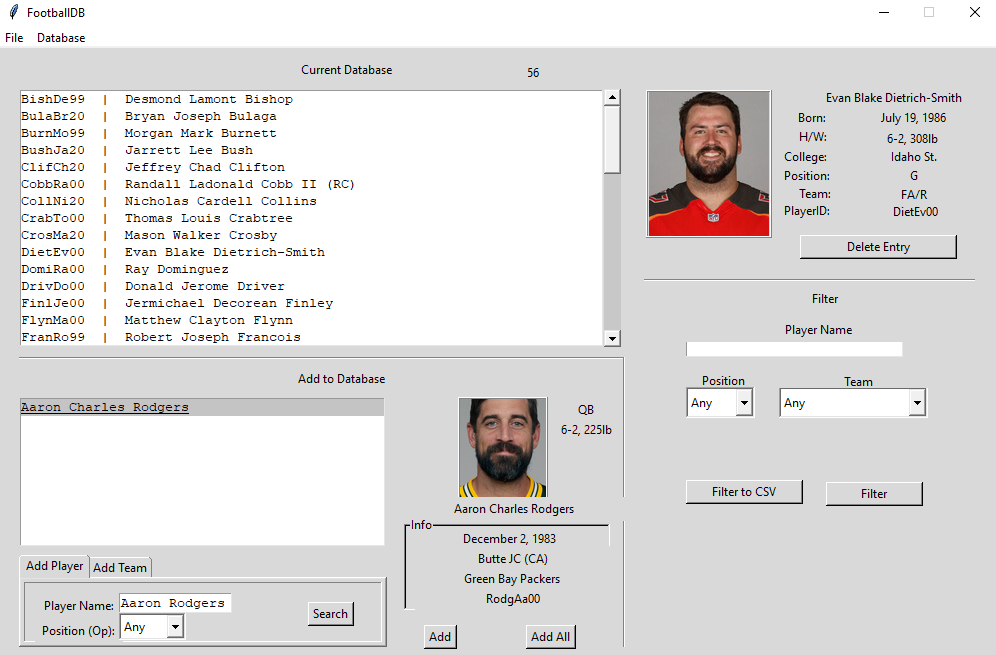 FootballDB
File Database
Current Database 56
BishDe99 | Desmond Lamont Bishop
BulaBr20 | Bryan Joseph Bulaga
BurnMo99 | Morgan Mark Burnett
BushJa20 | Jarrett Lee Bush
ClifCh20 | Jeffrey Chad Clifton
CobbRa00 | Randall Ladonald Cobb II (RC)
CollNi20 | Nicholas Cardell Collins
CrabTo00 | Thomas Louis Crabtree
CrosMa20 | Mason Walker Crosby
DietEv00 | Evan Blake Dietrich-Smith
DomiRa00 | Ray Dominguez
DrivDo00 | Donald Jerome Driver
FinlJe00 | Jermichael Decorean Finley
FlynMa00 | Matthew Clayton Flynn
FranRo99 | Robert Joseph Francois
Evan Blake Dietrich-Smith
Born: July 19, 1986
H/W: 6-2, 308lb
College: Idaho St.
Position: G
Team: FA/R
PlayerID: DietEv00
Delete Entry
Filter
Player Name
Position Team
Any Any
Filter to CSV Filter
Add to Database
Aaron Charles Rodgers
QB
6-2, 225lb
Aaron Charles Rodgers
Info
December 2, 1983
Butte JC (CA)
Green Bay Packers
RodgAa00
Add Add All
Add Player Add Team
Player Name: Aaron Rodgers
Position (Op): Any
Search